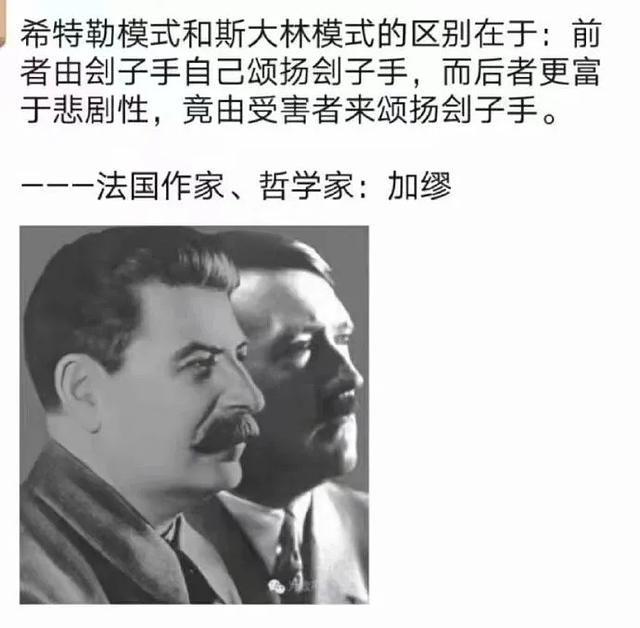 希特勒模式和斯大林模式的区别在于：前
者由刽子手自己颂扬刽子手，而后者更富
于悲剧性，竟由受害者来颂扬刽子手。
———法国作家、哲学家：加缪